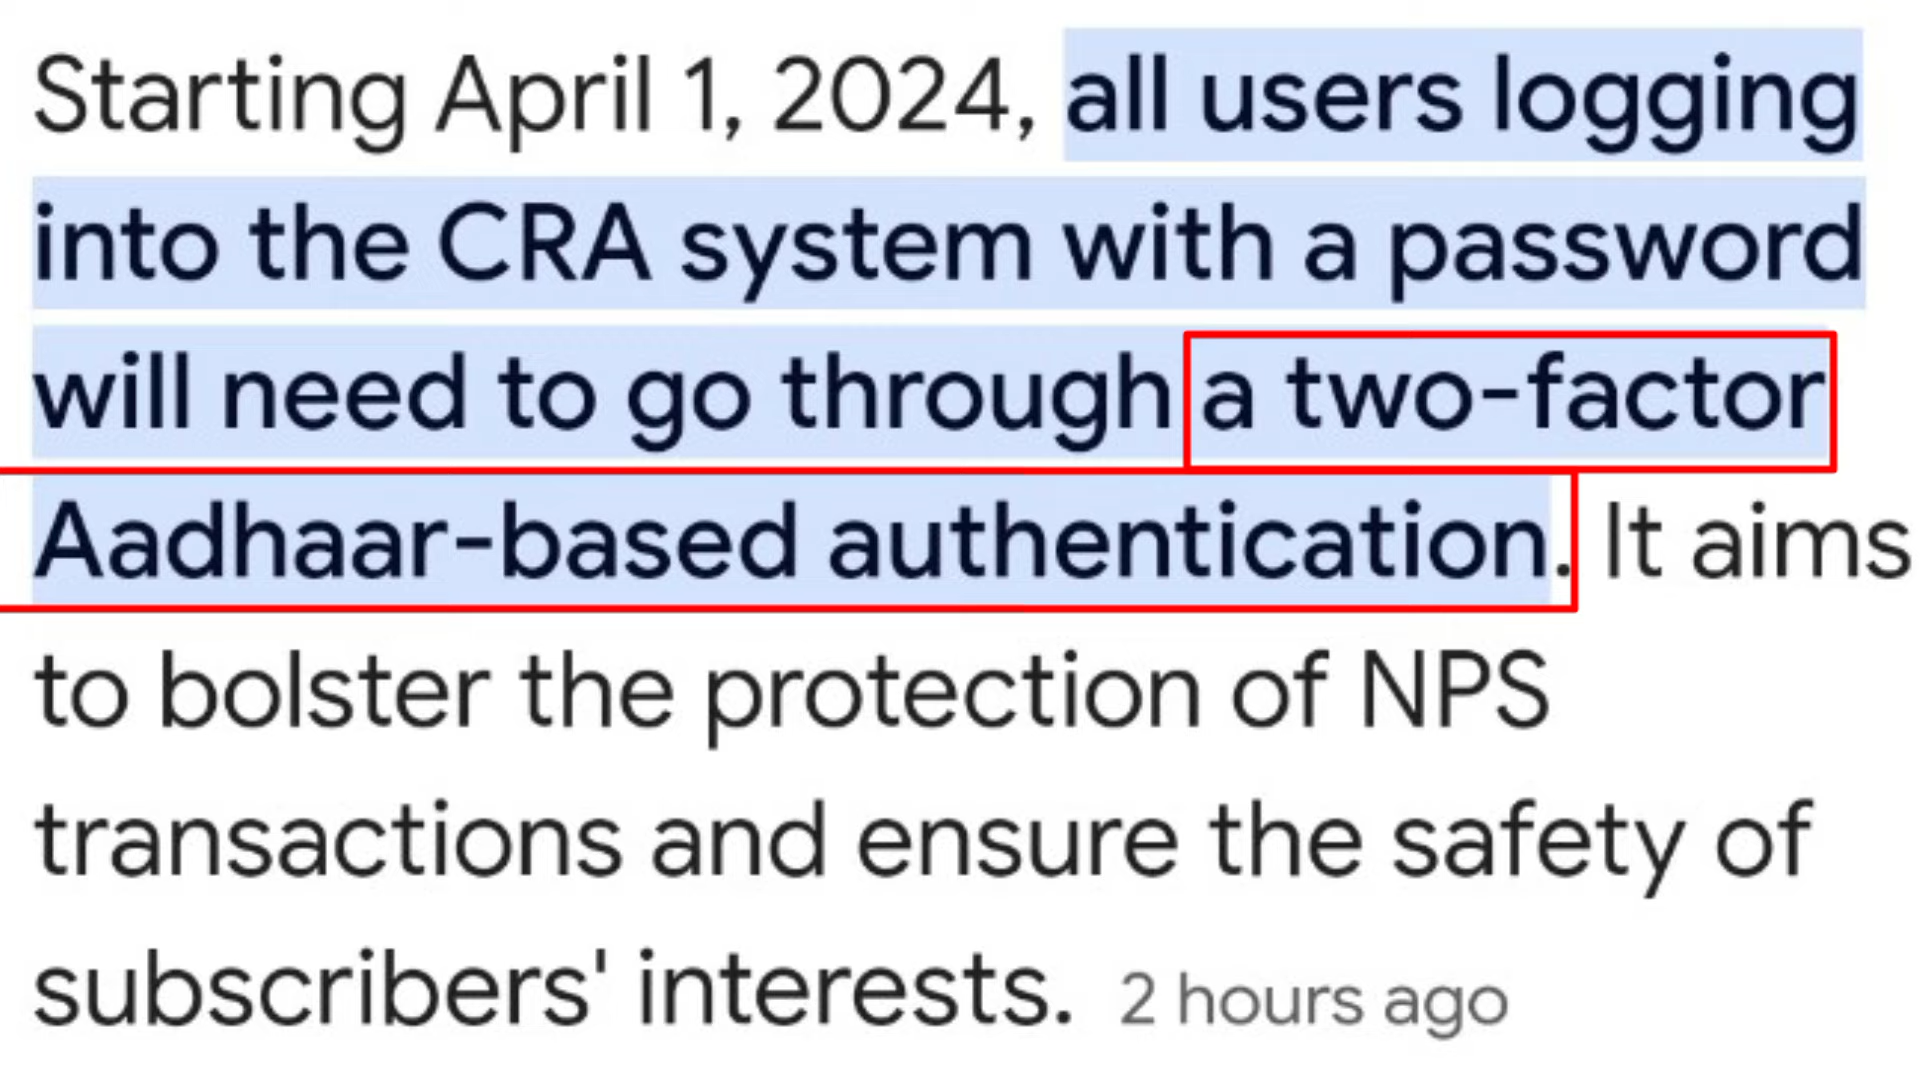 Starting April 1, 2024, all users logging
into the CRA system with a password
will need to go through a two-factor
Aadhaar-based authentication. It aims
to bolster the protection of NPS
transactions and ensure the safety of
subscribers' interests. 2 hours ago